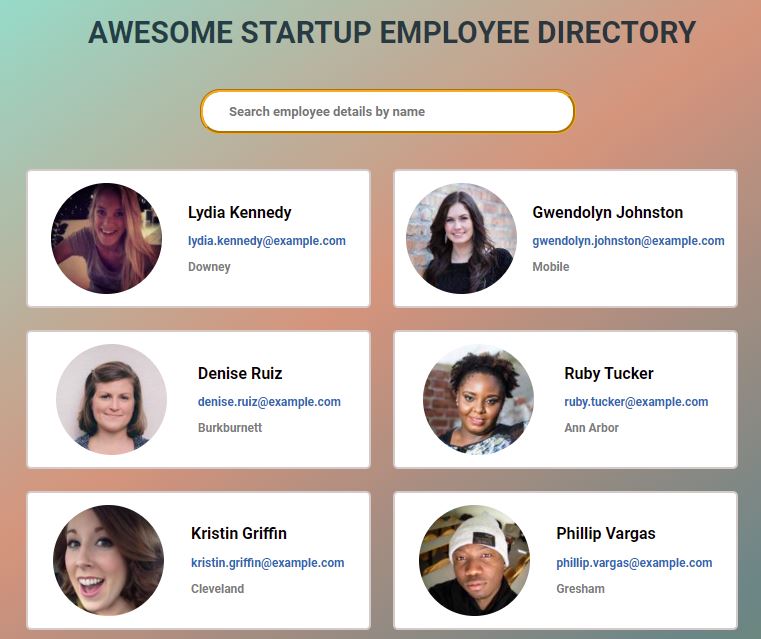 AWESOME STARTUP EMPLOYEE DIRECTORY
Search employee details by name
Lydia Kennedy
lydia.kennedy@example.com
Downey
Gwendolyn Johnston
gwendolyn.johnston@example.com
Mobile
Denise Ruiz
denise.ruiz@example.com
Burkburnett
Ruby Tucker
ruby.tucker@example.com
Ann Arbor
Kristin Griffin
kristin.griffin@example.com
Cleveland
Phillip Vargas
phillip.vargas@example.com
Gresham